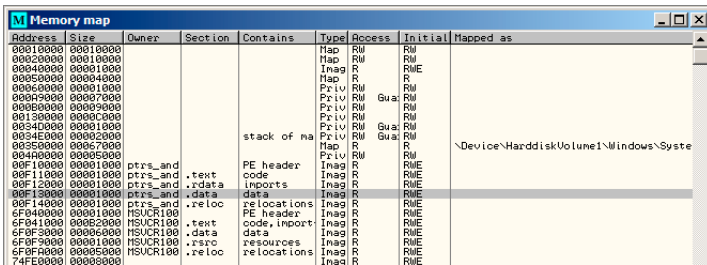 Memory map
Address Size Owner Section Contains Type Access Initial Mapped as
00010000 00010000 Map RW RW
00020000 00010000 Map RW RW
00040000 00001000 Imag R RWE
00050000 00004000 Map R R
00060000 00001000 Priv RW RW
000A9000 00007000 Priv RW Gua: RW
000B0000 00009000 Priv RW RW
00130000 0000C000 Priv RW RW
0034D000 00001000 Priv RW Gua: RW
0034E000 00002000 stack of ma Priv RW Gua: RW
00350000 00067000 Map R R \Device\HarddiskVolume1\Windows\Syste
004A0000 00005000 Priv RW RW
00F10000 00001000 ptrs_and PE header Imag R RWE
00F11000 00001000 ptrs_and .text code Imag R RWE
00F12000 00001000 ptrs_and .rdata imports Imag R RWE
00F13000 00001000 ptrs_and .data data Imag R RWE
00F14000 00001000 ptrs_and .reloc relocations Imag R RWE
6F040000 00001000 MSVCR100 PE header Imag R RWE
6F041000 000B2000 MSVCR100 .text code,import Imag R RWE
6F0F3000 00006000 MSVCR100 .data data Imag R RWE
6F0F9000 00001000 MSVCR100 .rsrc resources Imag R RWE
6F0FA000 00005000 MSVCR100 .reloc relocations Imag R RWE
74FE0000 00008000 Imag R RWE